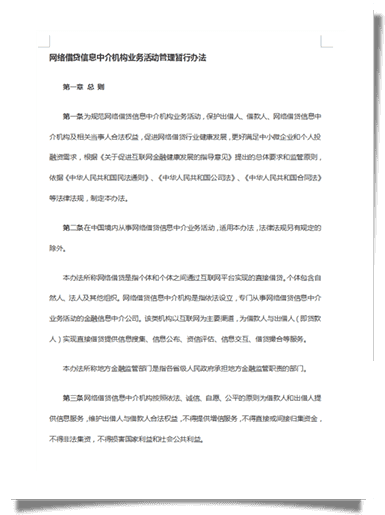 网络借贷信息中介机构业务活动管理暂行办法
第一章 总 则
第一条为规范网络借贷信息中介机构业务活动，保护出借人、借款人、网络借贷信息中
介机构及相关当事人合法权益，促进网络借贷行业健康发展，更好满足中小微企业和个人投
融资需求，根据《关于促进互联网金融健康发展的指导意见》提出的总体要求和监管原则，
依据《中华人民共和国民法通则》、《中华人民共和国公司法》、《中华人民共和国合同法》
等法律法规，制定本办法。
第二条在中国境内从事网络借贷信息中介业务活动，适用本办法，法律法规另有规定的
除外。
本办法所称网络借贷是指个体和个体之间通过互联网平台实现的直接借贷。个体包含自
然人、法人及其他组织。网络借贷信息中介机构是指依法设立，专门从事网络借贷信息中介
业务活动的金融信息中介公司。该类机构以互联网为主要渠道，为借款人与出借人（即贷款
人）实现直接借贷提供信息搜集、信息公布、资信评估、信息交互、借贷撮合等服务。
本办法所称地方金融监管部门是指各省级人民政府承担地方金融监管职责的部门。
第三条网络借贷信息中介机构按照依法、诚信、自愿、公平的原则为借款人和出借人提
供信息服务，维护出借人与借款人合法权益，不得提供增信服务，不得直接或间接归集资金，
不得非法集资，不得损害国家利益和社会公共利益。